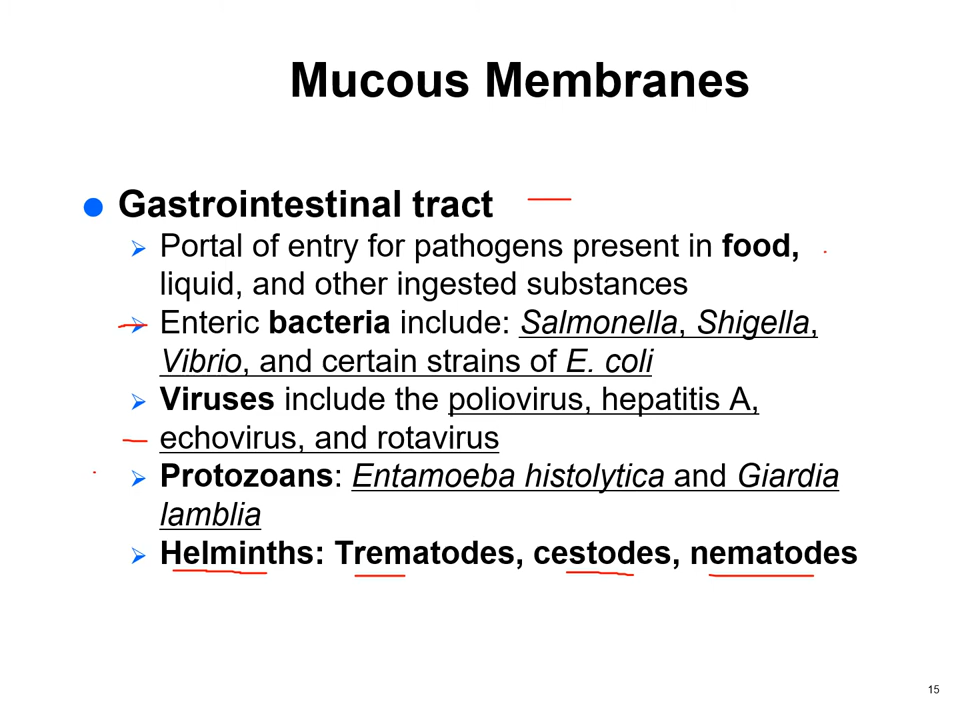 Mucous Membranes
Gastrointestinal tract
Portal of entry for pathogens present in food,
liquid, and other ingested substances
Enteric bacteria include: Salmonella, Shigella,
Vibrio, and certain strains of E. coli
Viruses include the poliovirus, hepatitis A,
echovirus, and rotavirus
Protozoans: Entamoeba histolytica and Giardia
lamblia
Helminths: Trematodes, cestodes, nematodes
15